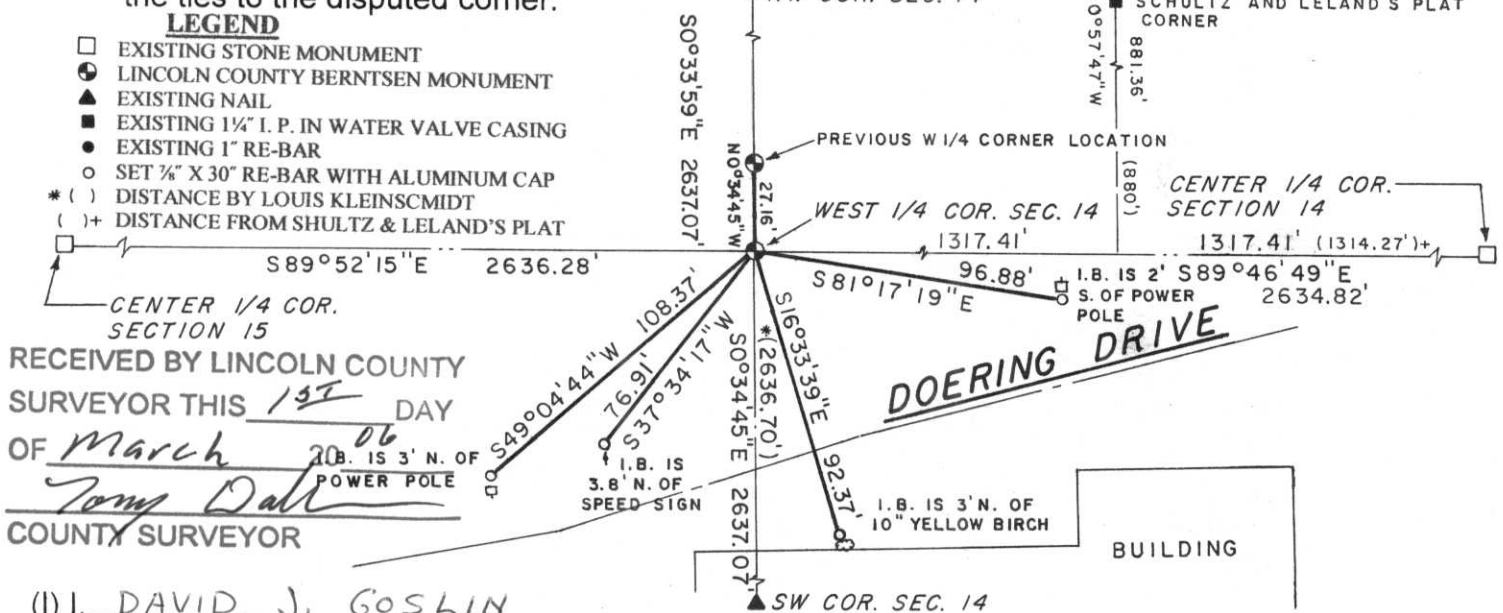 the ties to the disputed corner.
LEGEND
EXISTING STONE MONUMENT
LINCOLN COUNTY BERNTSEN MONUMENT
EXISTING NAIL
EXISTING 1¼" I. P. IN WATER VALVE CASING
EXISTING 1" RE-BAR
SET ⅞" X 30" RE-BAR WITH ALUMINUM CAP
*( ) DISTANCE BY LOUIS KLEINSCMIDT
( )+ DISTANCE FROM SHULTZ & LELAND'S PLAT
COR. SEC. 14
SCHULTZ AND LELAND'S PLAT
CORNER
S0°33'59"E 2637.07'
0°57'47"W 881.36'
(880')
PREVIOUS W 1/4 CORNER LOCATION
N0°34'45"W 27.16'
WEST 1/4 COR. SEC. 14
CENTER 1/4 COR.
SECTION 14
1317.41'
1317.41' (1314.27')+
S89°52'15"E 2636.28'
S89°46'49"E
2634.82'
CENTER 1/4 COR.
SECTION 15
S81°17'19"E 96.88'
I.B. IS 2'
S. OF POWER
POLE
S49°04'44"W 108.37'
76.91'
S37°34'17"W
S0°34'45"E 2637.07'
*(2636.70')
S16°33'39"E 92.37'
DOERING DRIVE
RECEIVED BY LINCOLN COUNTY
SURVEYOR THIS 1ST DAY
OF March 2006
I.B. IS 3' N. OF
POWER POLE
I.B. IS
3.8' N. OF
SPEED SIGN
I.B. IS 3' N. OF
10" YELLOW BIRCH
Tony Dall
COUNTY SURVEYOR
BUILDING
SW COR. SEC. 14
(1) I, DAVID J. GOSLIN